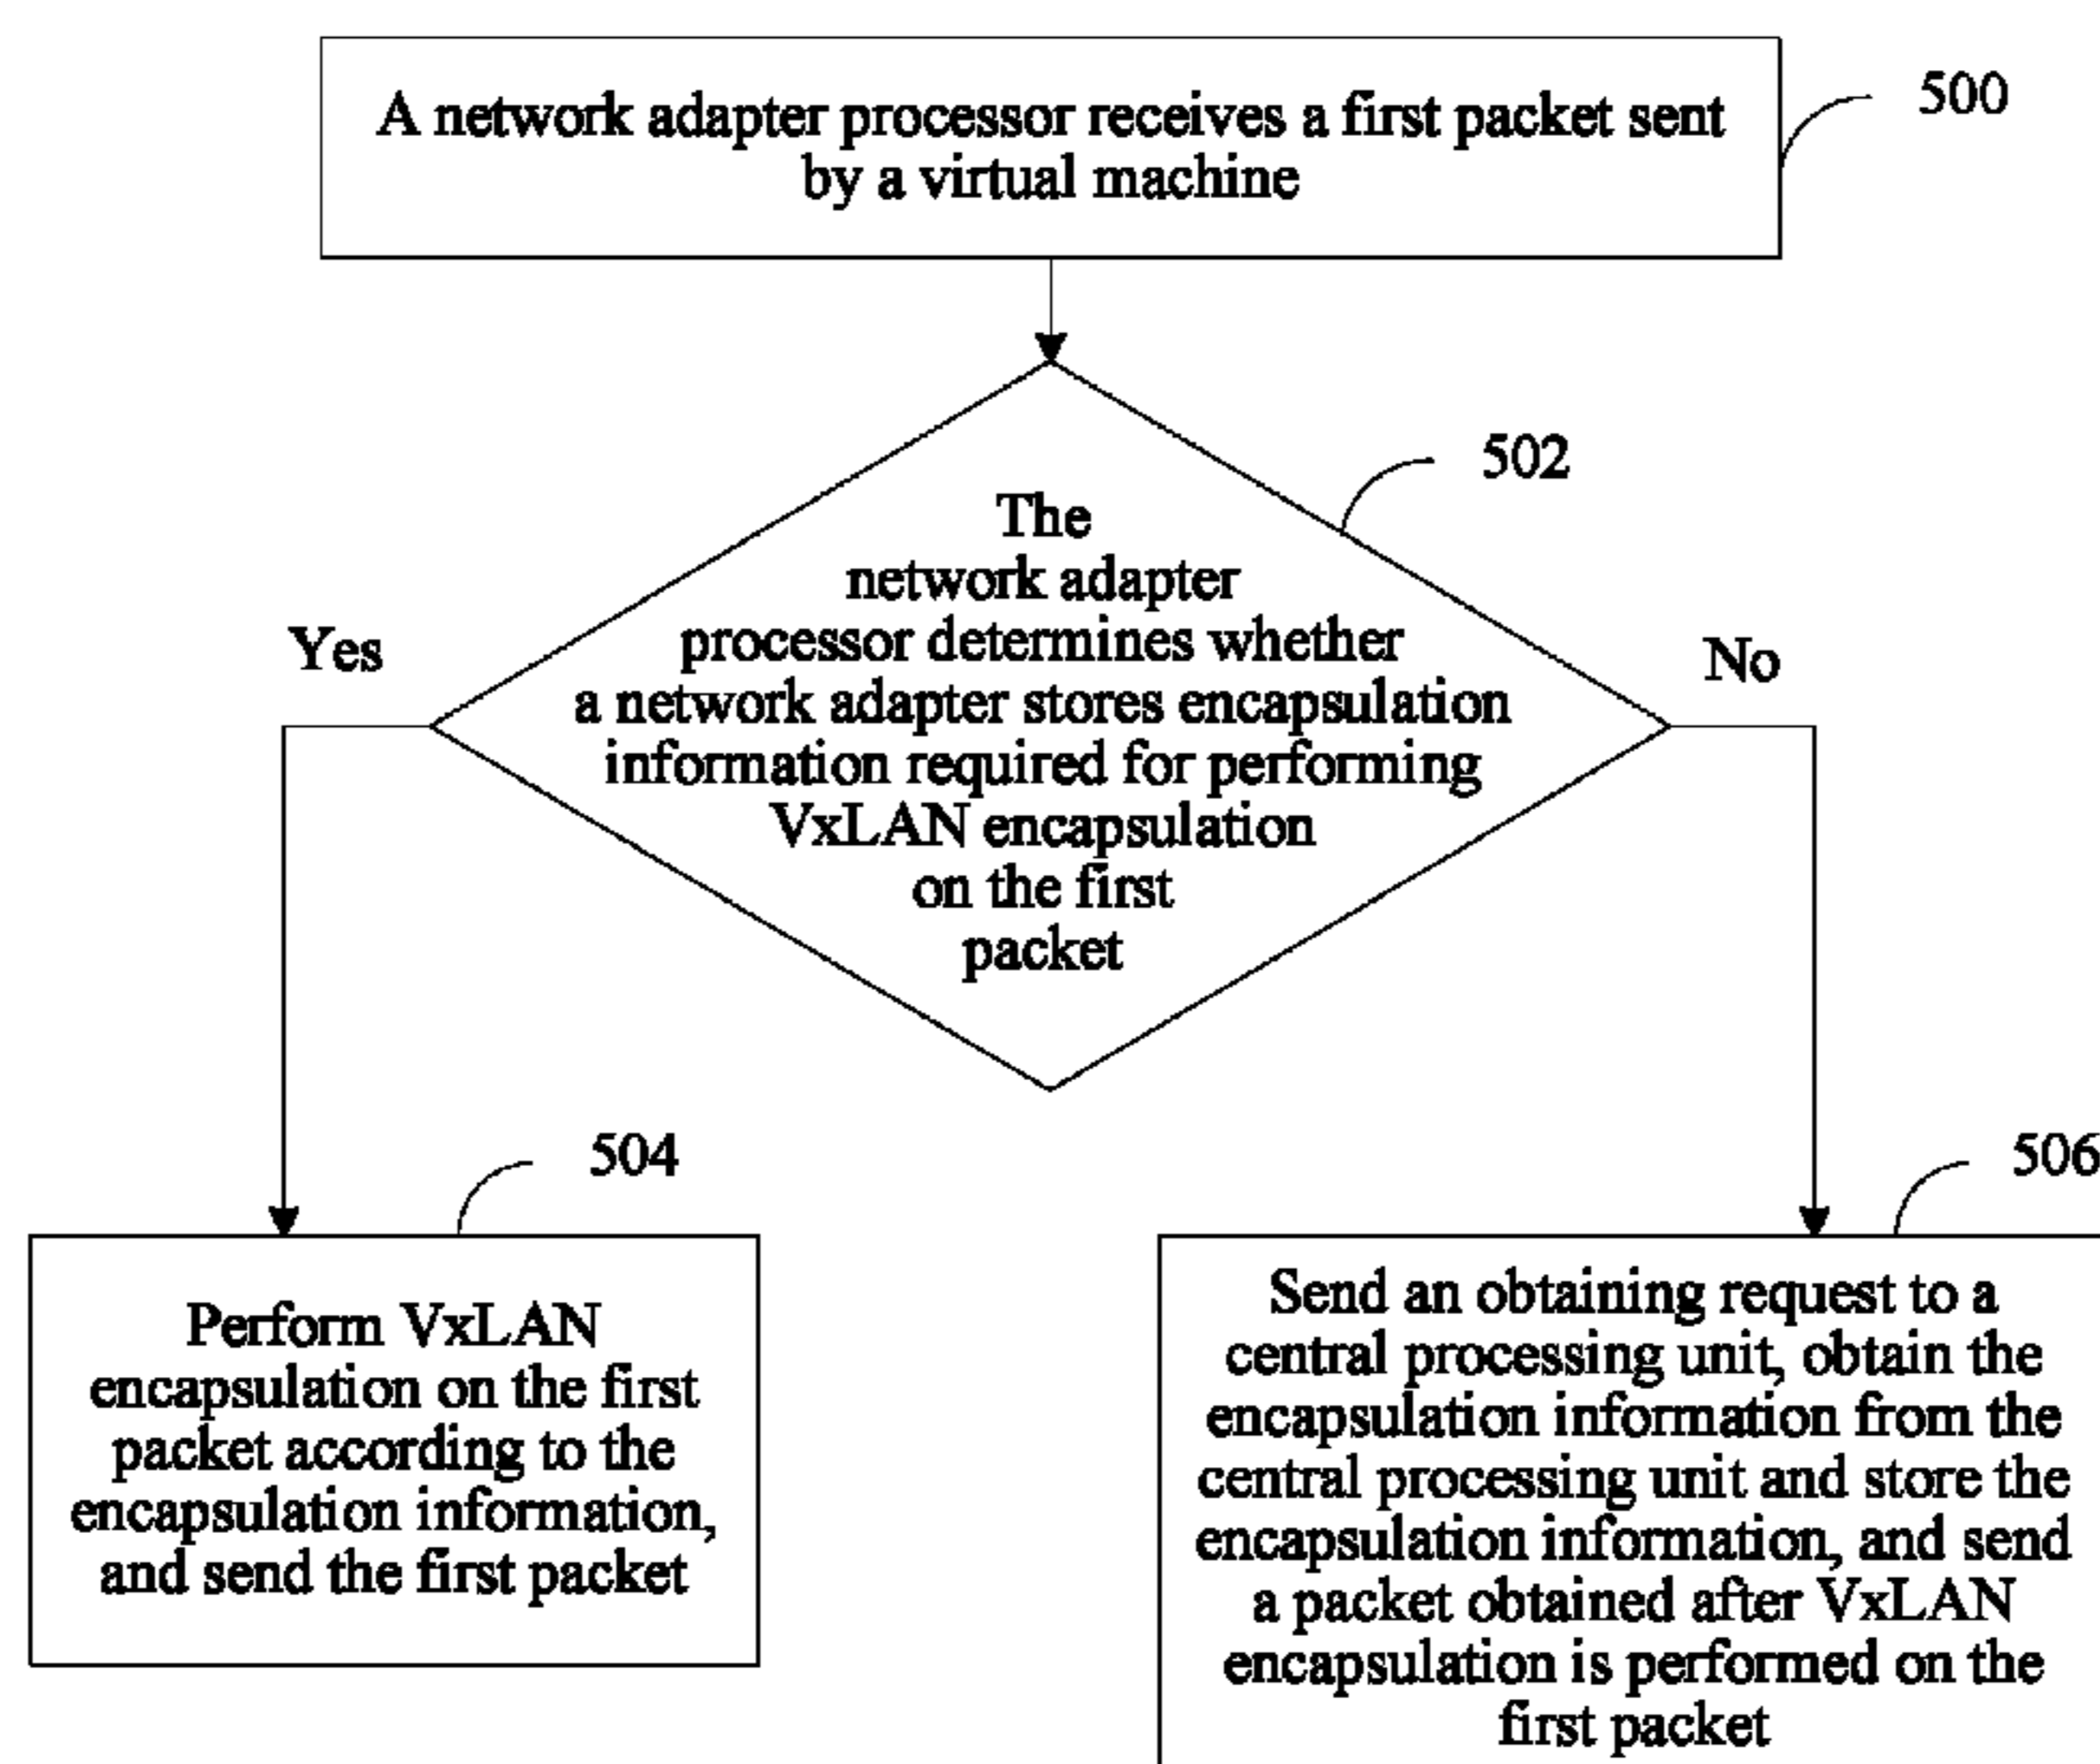 A network adapter processor receives a first packet sent
by a virtual machine
500
502
The
network adapter
processor determines whether
a network adapter stores encapsulation
information required for performing
VxLAN encapsulation
on the first
packet
Yes
No
504
Perform VxLAN
encapsulation on the first
packet according to the
encapsulation information,
and send the first packet
506
Send an obtaining request to a
central processing unit, obtain the
encapsulation information from the
central processing unit and store the
encapsulation information, and send
a packet obtained after VxLAN
encapsulation is performed on the
first packet